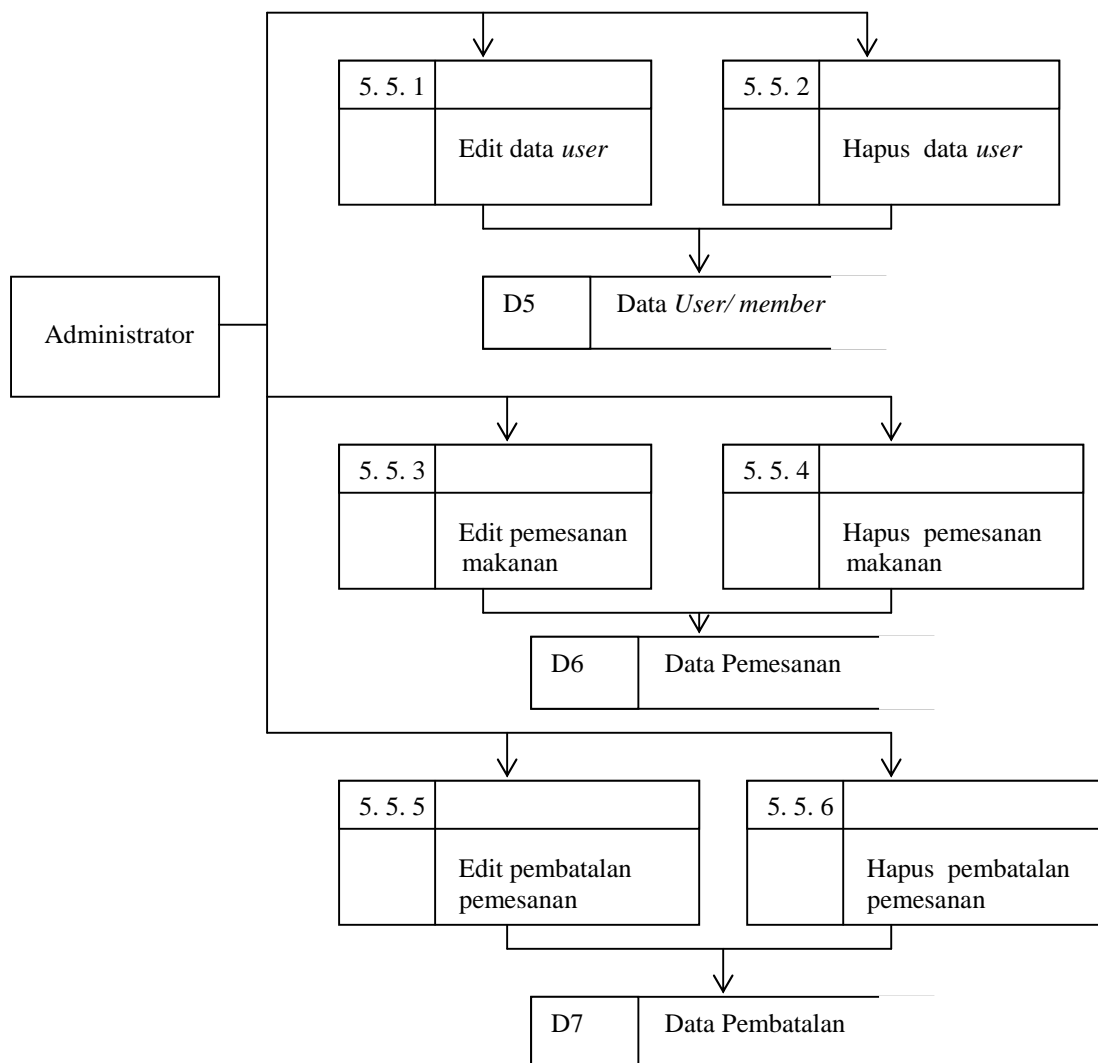 5. 5. 1
5. 5. 2
Edit data user
Hapus data user
D5
Data User/ member
Administrator
5. 5. 3
5. 5. 4
Edit pemesanan
makanan
Hapus pemesanan
makanan
D6
Data Pemesanan
5. 5. 5
5. 5. 6
Edit pembatalan
pemesanan
Hapus pembatalan
pemesanan
D7
Data Pembatalan